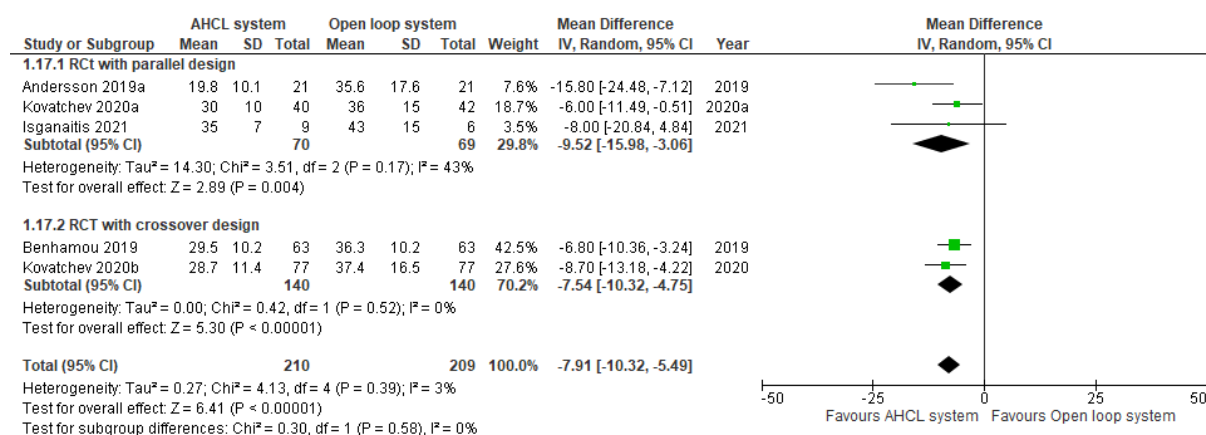 AHCL system Open loop system Mean Difference Mean Difference
Study or Subgroup Mean SD Total Mean SD Total Weight IV, Random, 95% CI Year IV, Random, 95% CI
1.17.1 RCt with parallel design
Andersson 2019a 19.8 10.1 21 35.6 17.6 21 7.6% -15.80 [-24.48, -7.12] 2019
Kovatchev 2020a 30 10 40 36 15 42 18.7% -6.00 [-11.49, -0.51] 2020a
Isganaitis 2021 35 7 9 43 15 6 3.5% -8.00 [-20.84, 4.84] 2021
Subtotal (95% CI) 70 69 29.8% -9.52 [-15.98, -3.06]
Heterogeneity: Tau² = 14.30; Chi² = 3.51, df = 2 (P = 0.17); I² = 43%
Test for overall effect: Z = 2.89 (P = 0.004)
1.17.2 RCT with crossover design
Benhamou 2019 29.5 10.2 63 36.3 10.2 63 42.5% -6.80 [-10.36, -3.24] 2019
Kovatchev 2020b 28.7 11.4 77 37.4 16.5 77 27.6% -8.70 [-13.18, -4.22] 2020
Subtotal (95% CI) 140 140 70.2% -7.54 [-10.32, -4.75]
Heterogeneity: Tau² = 0.00; Chi² = 0.42, df = 1 (P = 0.52); I² = 0%
Test for overall effect: Z = 5.30 (P < 0.00001)
Total (95% CI) 210 209 100.0% -7.91 [-10.32, -5.49]
Heterogeneity: Tau² = 0.27; Chi² = 4.13, df = 4 (P = 0.39); I² = 3%
Test for overall effect: Z = 6.41 (P < 0.00001)
Test for subgroup differences: Chi² = 0.30, df = 1 (P = 0.58), I² = 0%
-50 -25 0 25 50
Favours AHCL system Favours Open loop system